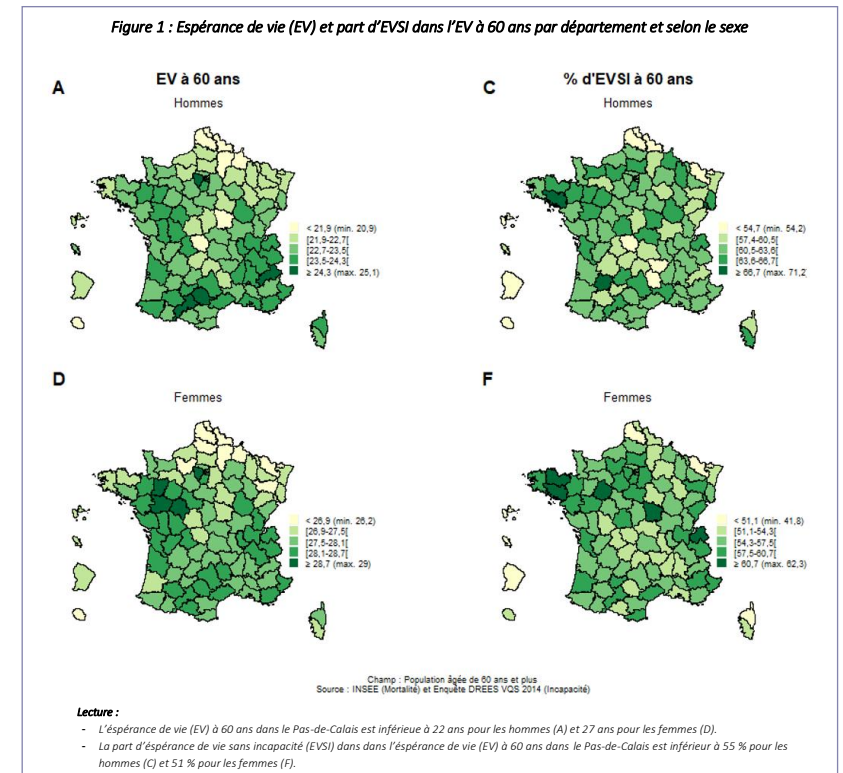 Figure 1 : Espérance de vie (EV) et part d’EVSI dans l’EV à 60 ans par département et selon le sexe
A
EV à 60 ans
Hommes
< 21,9 (min. 20,9)
[21,9-22,7[
[22,7-23,5[
[23,5-24,3[
≥ 24,3 (max. 25,1)
C
% d'EVSI à 60 ans
Hommes
< 54,7 (min. 54,2)
[57,4-60,5[
[60,5-63,6[
[63,6-66,7[
≥ 66,7 (max. 71,2
D
Femmes
< 26,9 (min. 26,2)
[26,9-27,5[
[27,5-28,1[
[28,1-28,7[
≥ 28,7 (max. 29)
F
Femmes
< 51,1 (min. 41,8)
[51,1-54,3[
[54,3-57,5[
[57,5-60,7[
≥ 60,7 (max. 62,3)
Champ : Population âgée de 60 ans et plus
Source : INSEE (Mortalité) et Enquête DREES VQS 2014 (Incapacité)
Lecture :
- L’éspérance de vie (EV) à 60 ans dans le Pas-de-Calais est inférieue à 22 ans pour les hommes (A) et 27 ans pour les femmes (D).
- La part d’éspérance de vie sans incapacité (EVSI) dans dans l’éspérance de vie (EV) à 60 ans dans le Pas-de-Calais est inférieur à 55 % pour les
hommes (C) et 51 % pour les femmes (F).